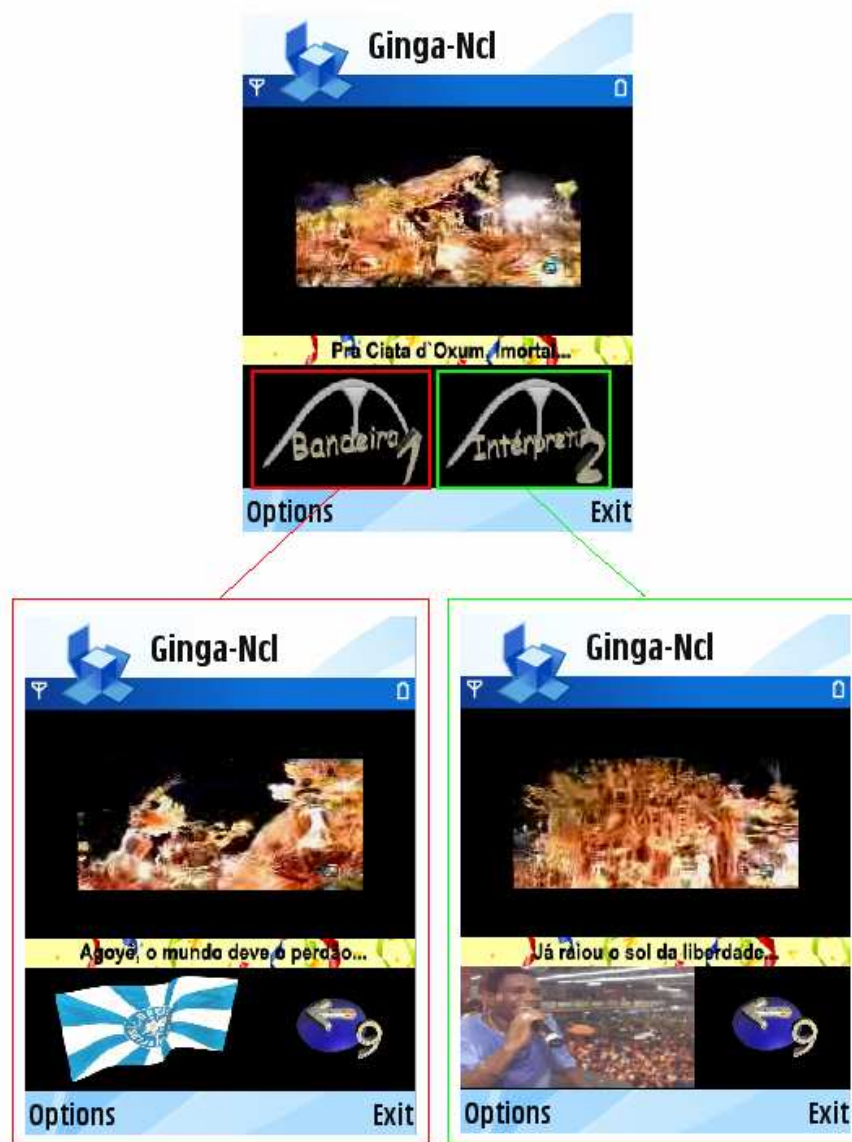 Ginga-Ncl
Pra Ciata d`Oxum, Imortal...
Bandeira 1
Intérprete 2
Options Exit
Ginga-Ncl
Agoyê, o mundo deve o perdão...
9
Options Exit
Ginga-Ncl
Já raiou o sol da liberdade...
9
Options Exit